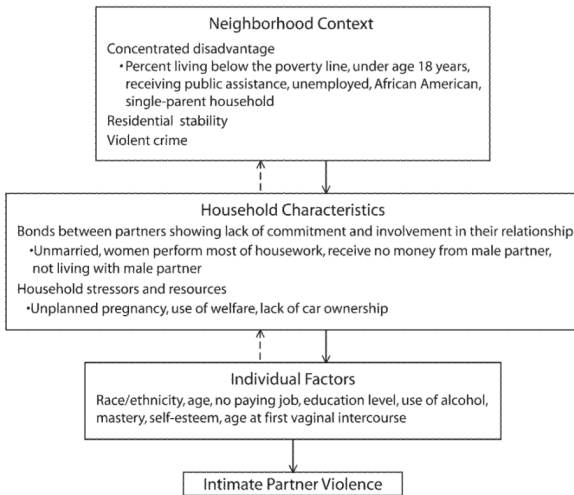 Neighborhood Context
Concentrated disadvantage
•Percent living below the poverty line, under age 18 years,
receiving public assistance, unemployed, African American,
single-parent household
Residential stability
Violent crime
Household Characteristics
Bonds between partners showing lack of commitment and involvement in their relationship
•Unmarried, women perform most of housework, receive no money from male partner,
not living with male partner
Household stressors and resources
•Unplanned pregnancy, use of welfare, lack of car ownership
Individual Factors
Race/ethnicity, age, no paying job, education level, use of alcohol,
mastery, self-esteem, age at first vaginal intercourse
Intimate Partner Violence